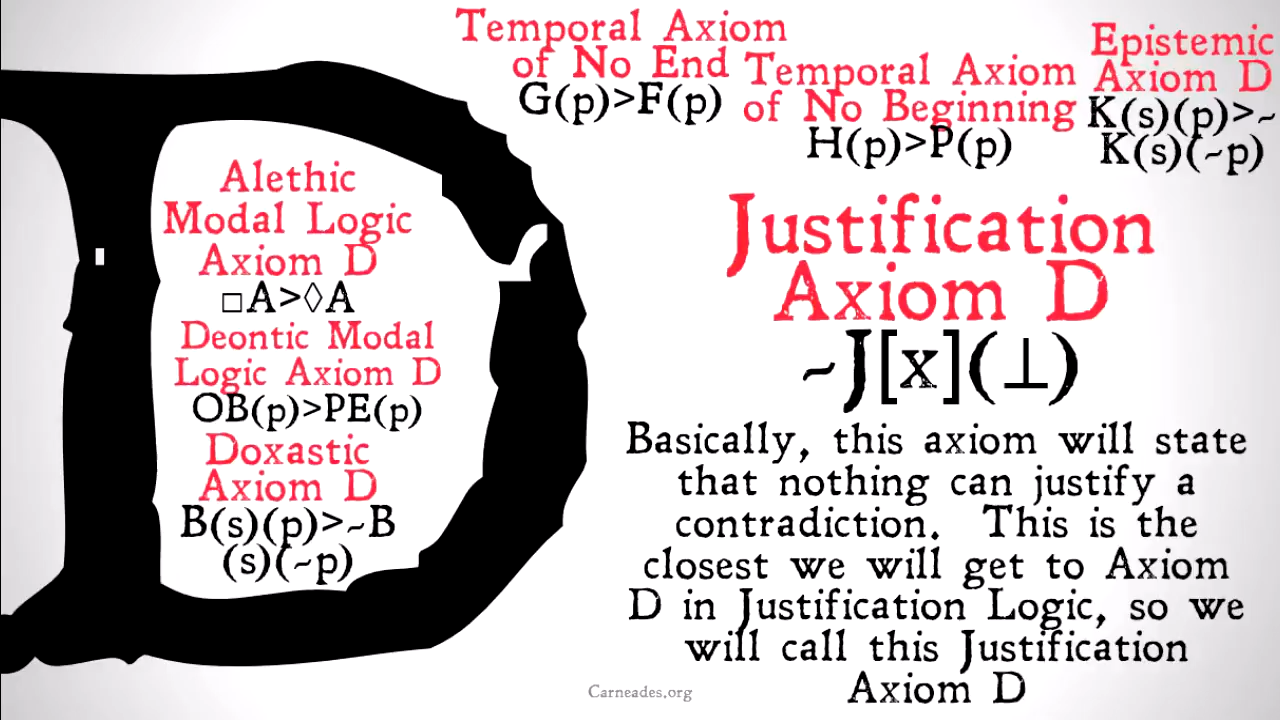 Temporal Axiom
of No End
G(p)>F(p)
Temporal Axiom
of No Beginning
H(p)>P(p)
Epistemic
Axiom D
K(s)(p)>~
K(s)(~p)
Alethic
Modal Logic
Axiom D
□A>◊A
Deontic Modal
Logic Axiom D
OB(p)>PE(p)
Doxastic
Axiom D
B(s)(p)>~B
(s)(~p)
Justification
Axiom D
~J[x](⊥)
Basically, this axiom will state
that nothing can justify a
contradiction.  This is the
closest we will get to Axiom
D in Justification Logic, so we
will call this Justification
Axiom D
Carneades.org